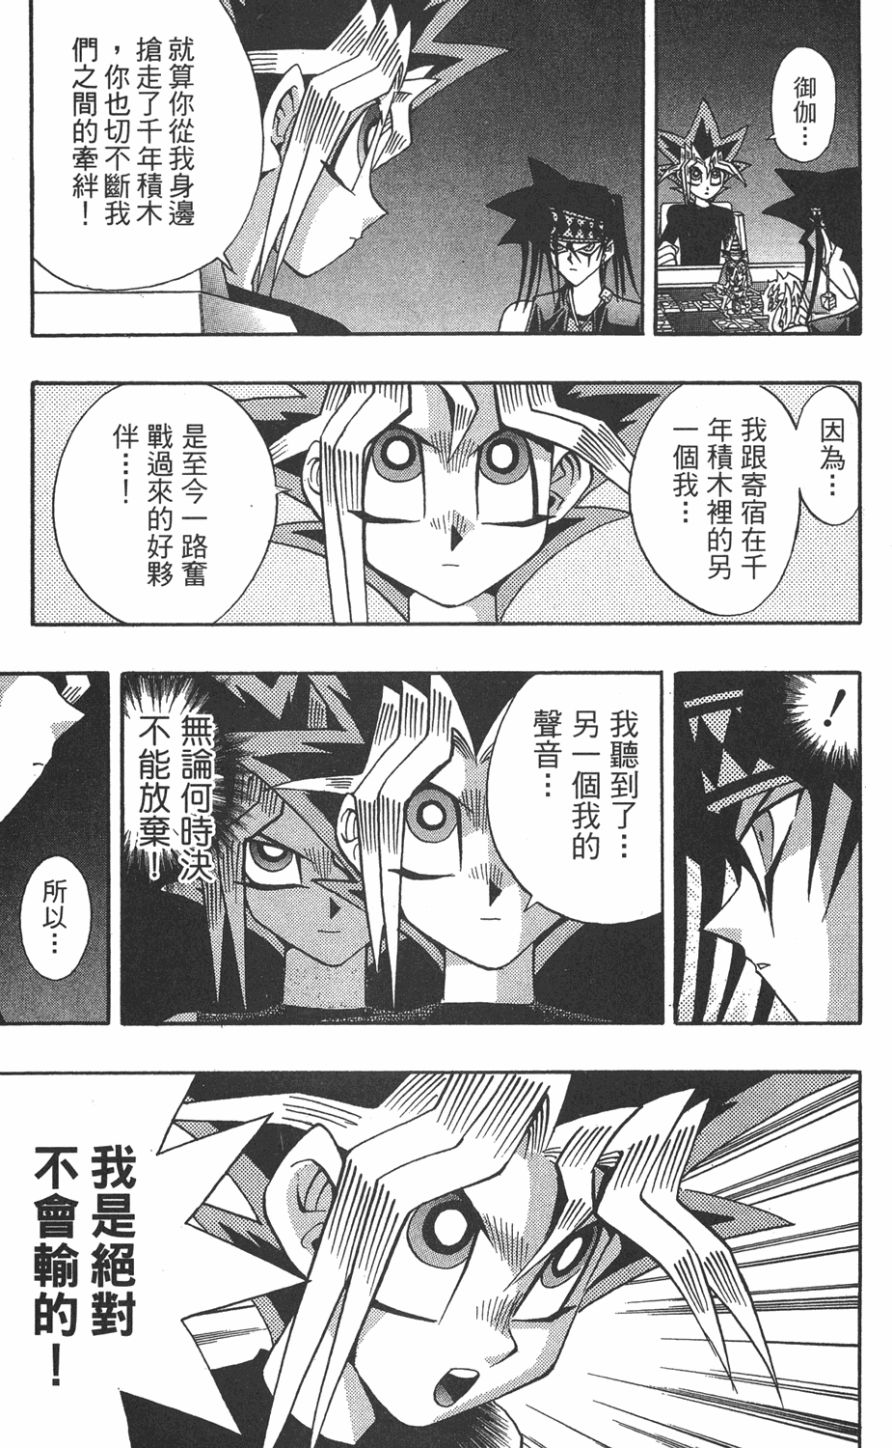 御伽…
就算你從我身邊
搶走了千年積木
，你也切不斷我
們之間的牽絆！
因為…
我跟寄宿在千
年積木裡的另
一個我…
是至今一路奮
戰過來的好夥
伴…！
！
我聽到了…
另一個我的
聲音…
無論何時決
不能放棄！
所以…
我是絕對
不會輸的！